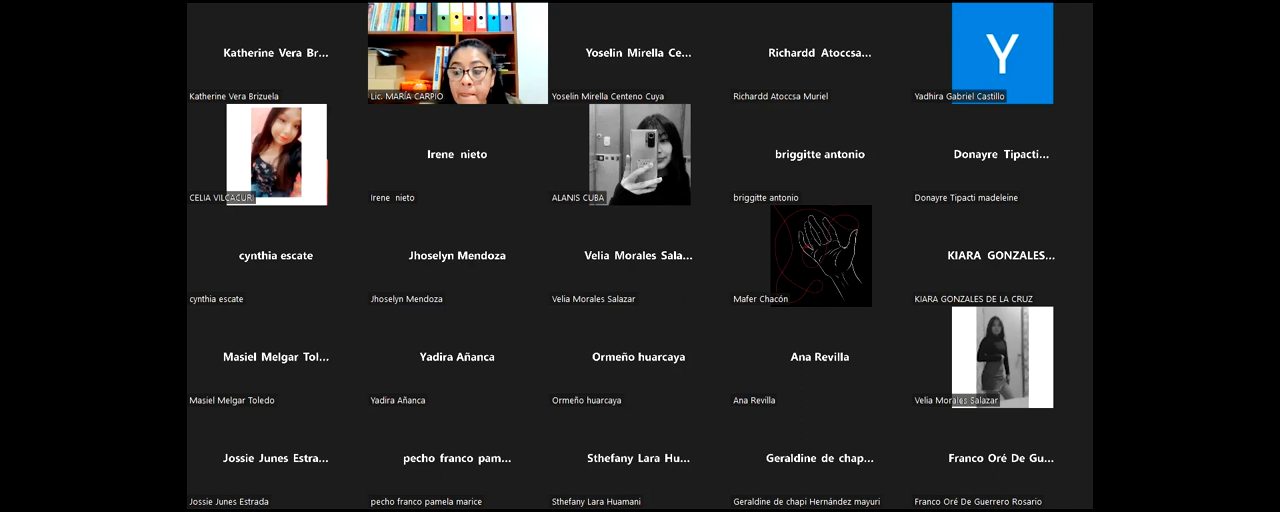 Katherine Vera Br...
Yoselin Mirella Ce...
Richardd Atoccsa...
Y
Katherine Vera Brizuela
Lic. MARÍA CARPIO
Yoselin Mirella Centeno Cuya
Richardd Atoccsa Muriel
Yadhira Gabriel Castillo
Irene nieto
briggitte antonio
Donayre Tipacti...
CELIA VILCACURI
Irene nieto
ALANIS CUBA
briggitte antonio
Donayre Tipacti madeleine
cynthia escate
Jhoselyn Mendoza
Velia Morales Sala...
KIARA GONZALES...
cynthia escate
Jhoselyn Mendoza
Velia Morales Salazar
Mafer Chacón
KIARA GONZALES DE LA CRUZ
Masiel Melgar Tol...
Yadira Añanca
Ormeño huarcaya
Ana Revilla
Masiel Melgar Toledo
Yadira Añanca
Ormeño huarcaya
Ana Revilla
Velia Morales Salazar
Jossie Junes Estra...
pecho franco pam...
Sthefany Lara Hu...
Geraldine de chap...
Franco Oré De Gu...
Jossie Junes Estrada
pecho franco pamela marice
Sthefany Lara Huamani
Geraldine de chapi Hernández mayuri
Franco Oré De Guerrero Rosario